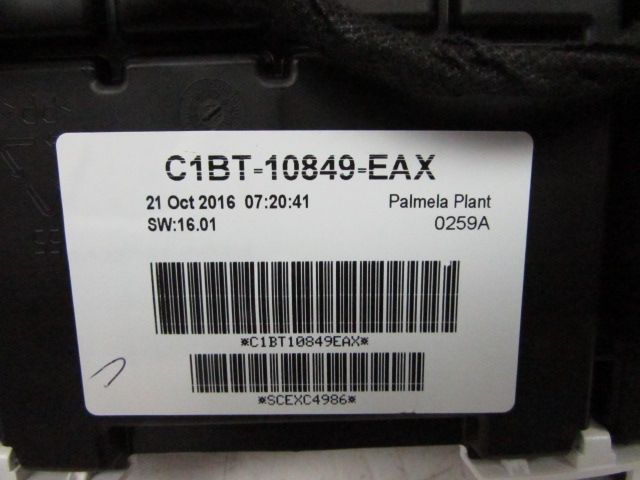 C1BT-10849-EAX
21 Oct 2016 07:20:41 Palmela Plant
SW:16.01 0259A
*C1BT10849EAX*
*SCEXC4986*